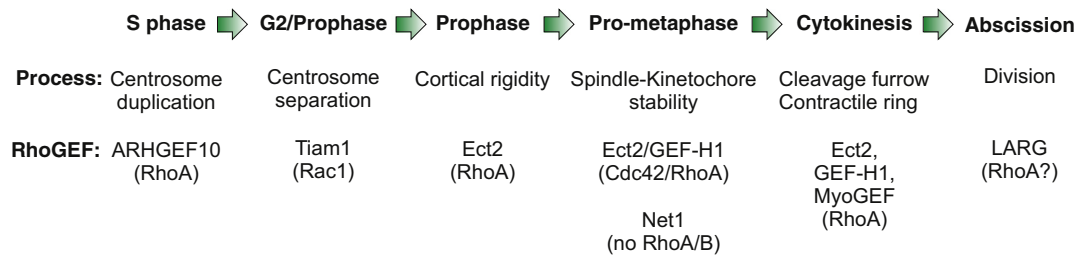 S phase G2/Prophase Prophase Pro-metaphase Cytokinesis Abscission
Process: Centrosome Centrosome Cortical rigidity Spindle-Kinetochore Cleavage furrow Division
duplication separation stability Contractile ring
RhoGEF: ARHGEF10 Tiam1 Ect2 Ect2/GEF-H1 Ect2, LARG
(RhoA) (Rac1) (RhoA) (Cdc42/RhoA) GEF-H1, (RhoA?)
MyoGEF
Net1 (RhoA)
(no RhoA/B)